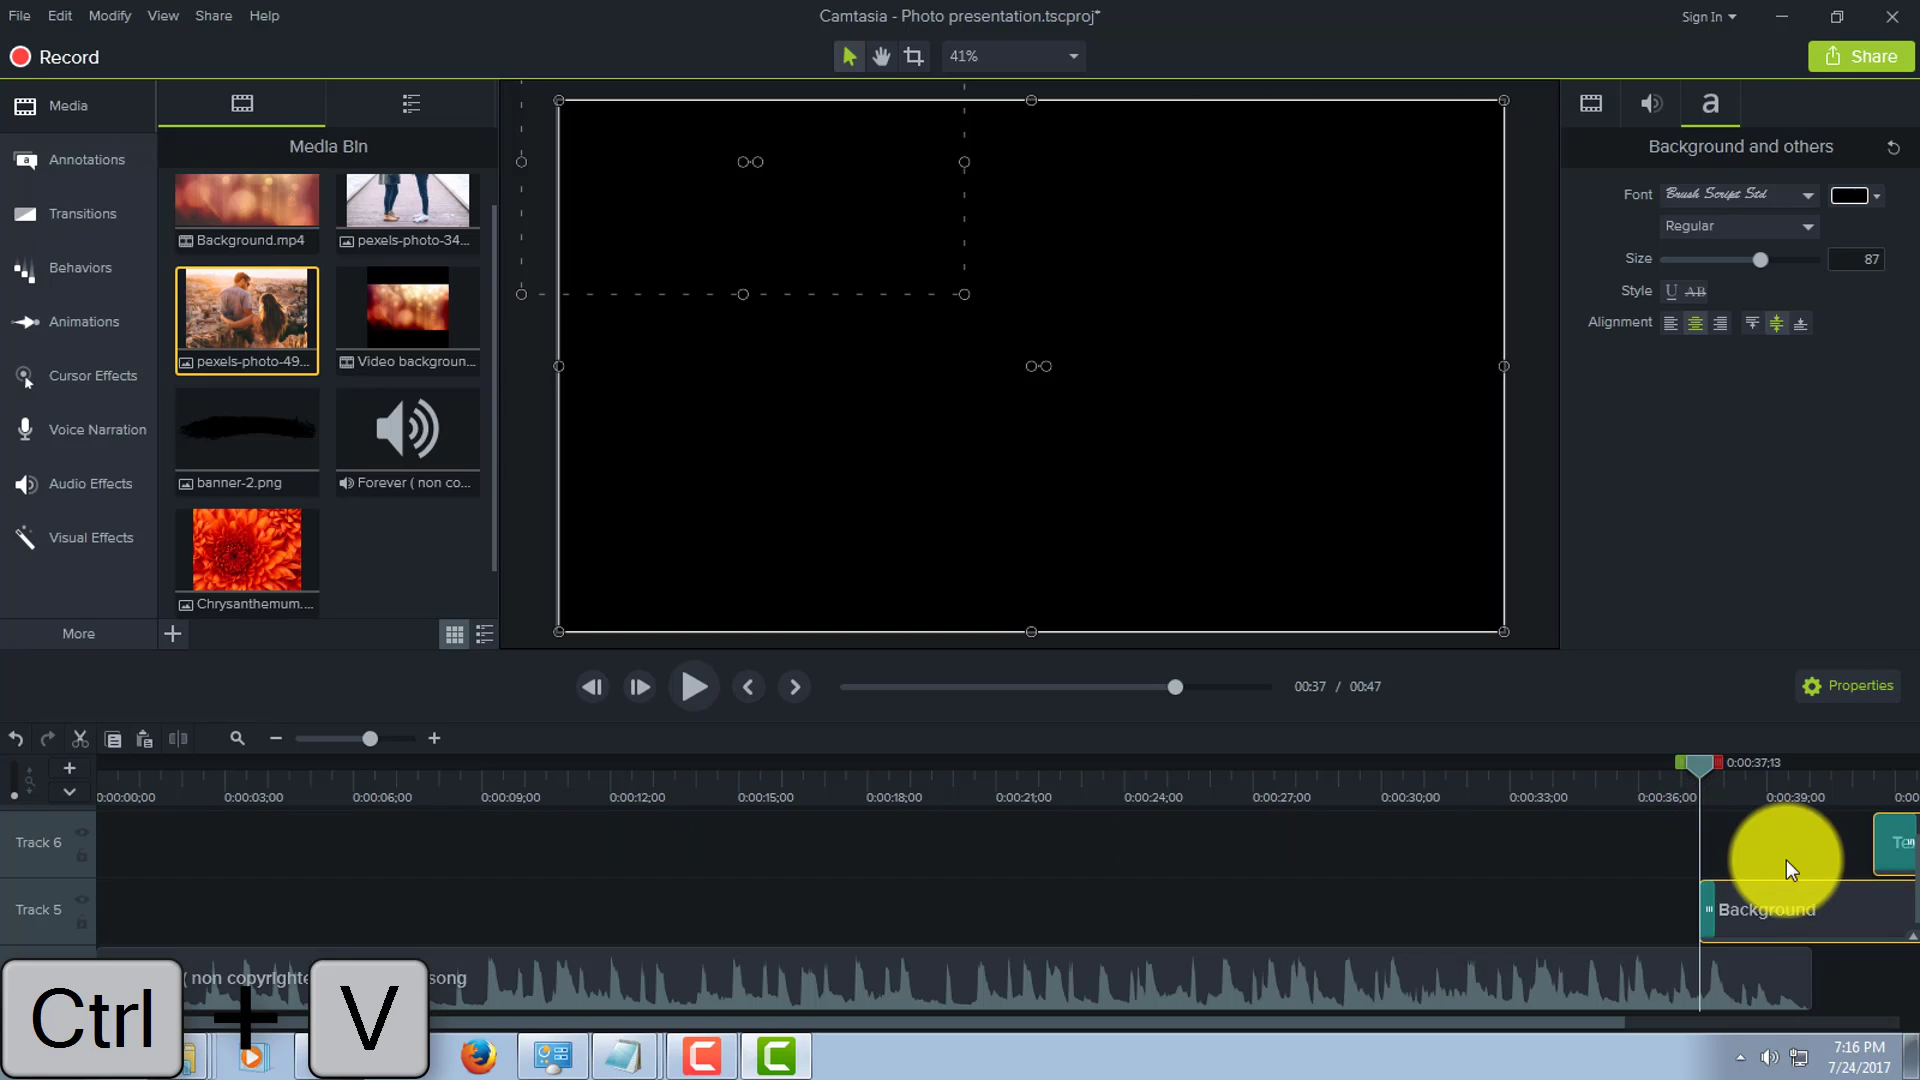 File Edit Modify View Share Help
Camtasia - Photo presentation.tscproj*
Sign In
Record
41%
Share
Media
Annotations
Transitions
Behaviors
Animations
Cursor Effects
Voice Narration
Audio Effects
Visual Effects
More
Media Bin
Background.mp4
pexels-photo-34...
pexels-photo-49...
Video backgroun...
banner-2.png
Forever ( non co...
Chrysanthemum....
a
Background and others
Font Brush Script Std
Regular
Size 87
Style U AB
Alignment
00:37 / 00:47
Properties
0:00:37;13
0:00:00;00 0:00:03;00 0:00:06;00 0:00:09;00 0:00:12;00 0:00:15;00 0:00:18;00 0:00:21;00 0:00:24;00 0:00:27;00 0:00:30;00 0:00:33;00 0:00:36;00 0:00:39;00 0:00
Track 6
Track 5
Background
( non copyrighte
song
Ctrl + V
7:16 PM
7/24/2017